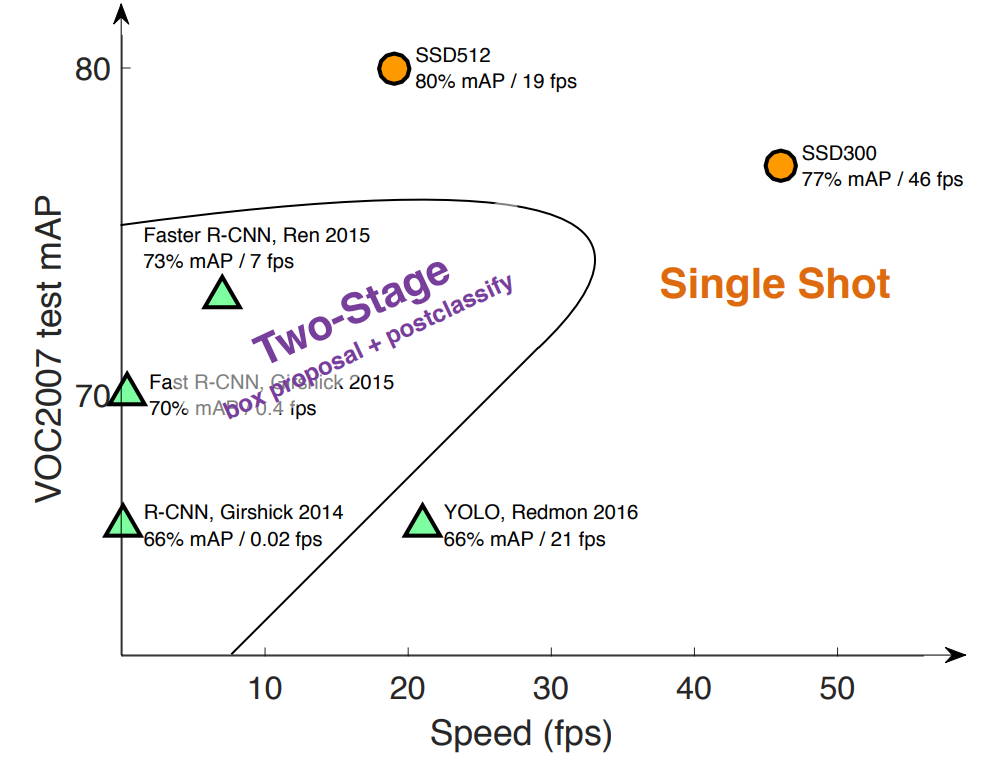 VOC2007 test mAP
80
70
SSD512
80% mAP / 19 fps
SSD300
77% mAP / 46 fps
Faster R-CNN, Ren 2015
73% mAP / 7 fps
Two-Stage
box proposal + postclassify
Single Shot
Fast R-CNN, Girshick 2015
70% mAP / 0.4 fps
R-CNN, Girshick 2014
66% mAP / 0.02 fps
YOLO, Redmon 2016
66% mAP / 21 fps
10 20 30 40 50
Speed (fps)